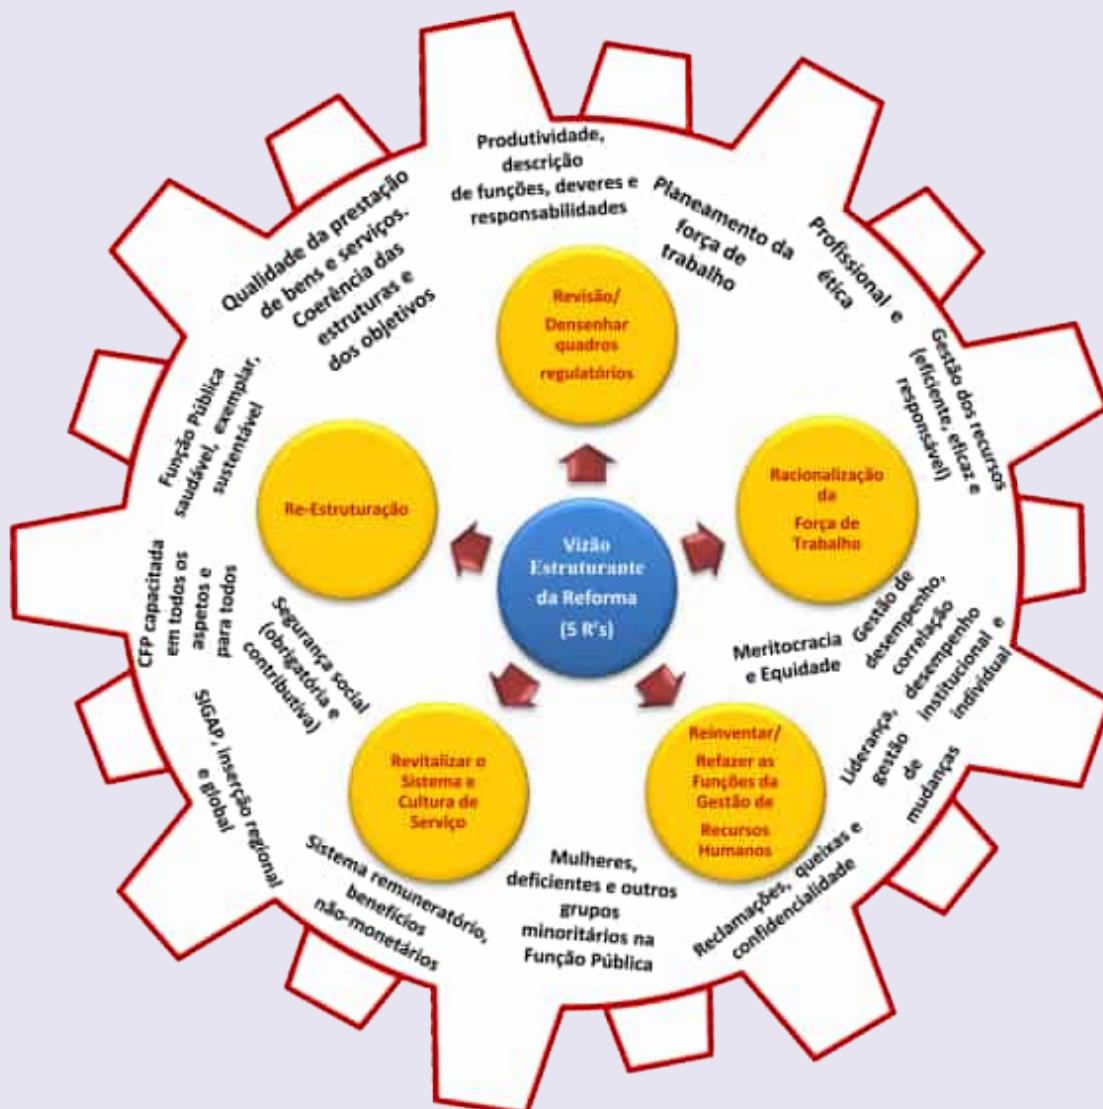 Produtividade,
descrição
de funções, deveres e
responsabilidades
Planeamento da
força de
trabalho
Profissional e
ética
Gestão dos recursos
(eficiente, eficaz e
responsável)
Gestão de
desempenho,
correlação
desempenho
institucional e
individual
Meritocracia
e Equidade
Liderança,
gestão
de
mudanças
Reclamações, queixas e
confidencialidade
Mulheres,
deficientes e outros
grupos
minoritários na
Função Pública
Sistema remuneratório,
benefícios
não-monetários
SIGAP, inserção regional
e global
Segurança social
(obrigatória e
contributiva)
CFP capacitada
em todos os
aspetos e
para todos
Função Pública
saudável, exemplar,
sustentável
Qualidade da prestação
de bens e serviços.
Coerência das
estruturas e
dos objetivos
Revisão/
Densenhar
quadros
regulatórios
Racionalização
da
Força de
Trabalho
Reinventar/
Refazer as
Funções da
Gestão de
Recursos
Humanos
Revitalizar o
Sistema e
Cultura de
Serviço
Re-Estruturação
Vizão
Estruturante
da Reforma
(5 R's)